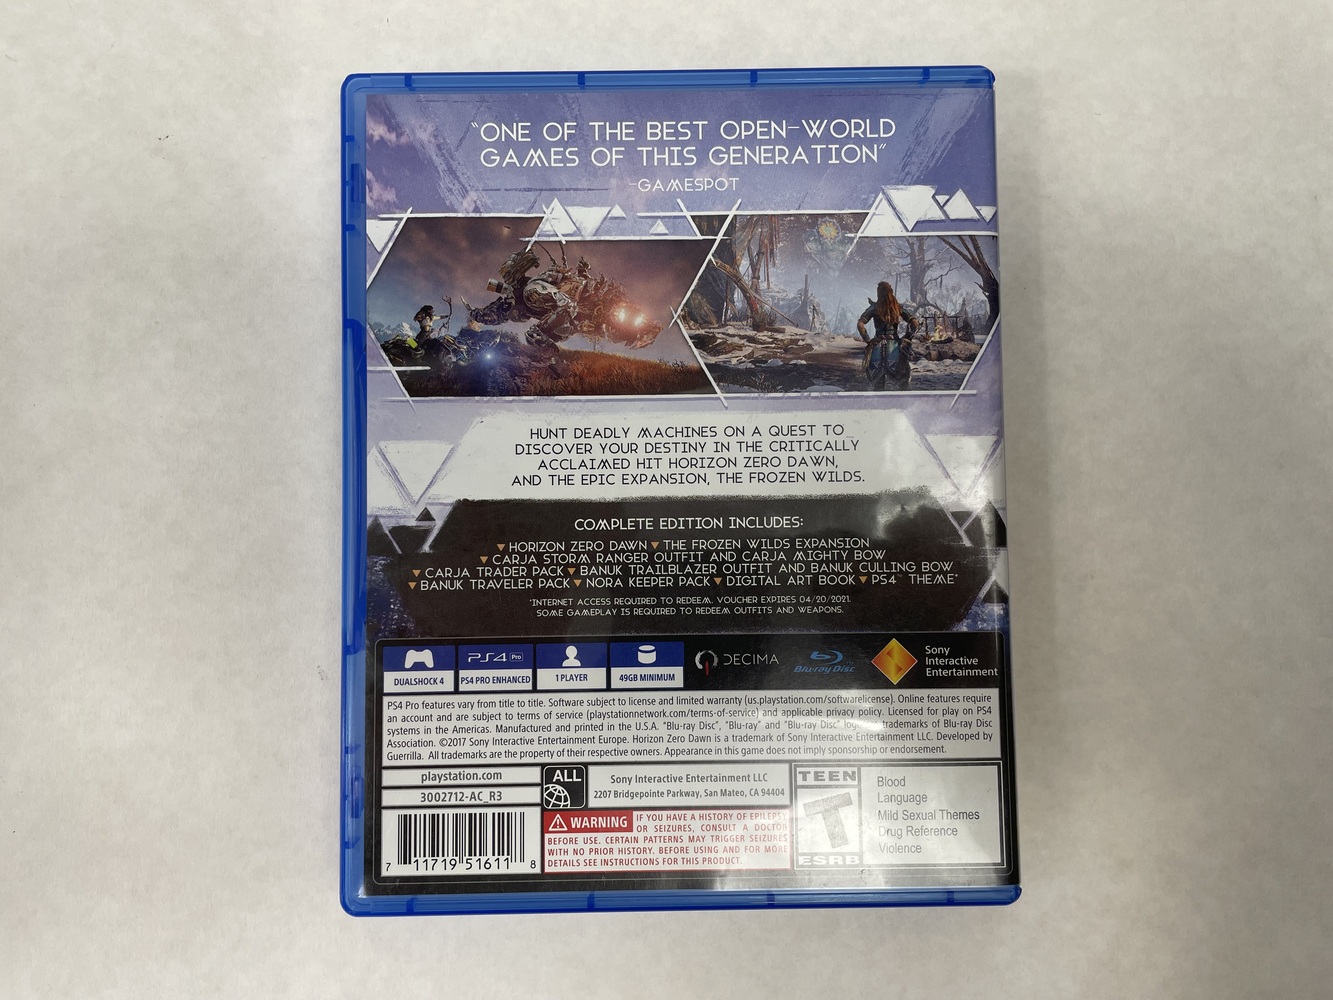 "ONE OF THE BEST OPEN-WORLD
GAMES OF THIS GENERATION"
-GAMESPOT
HUNT DEADLY MACHINES ON A QUEST TO
DISCOVER YOUR DESTINY IN THE CRITICALLY
ACCLAIMED HIT HORIZON ZERO DAWN,
AND THE EPIC EXPANSION, THE FROZEN WILDS.
COMPLETE EDITION INCLUDES:
▼ HORIZON ZERO DAWN ▼ THE FROZEN WILDS EXPANSION
▼ CARJA STORM RANGER OUTFIT AND CARJA MIGHTY BOW
▼ CARJA TRADER PACK ▼ BANUK TRAILBLAZER OUTFIT AND BANUK CULLING BOW
▼ BANUK TRAVELER PACK ▼ NORA KEEPER PACK ▼ DIGITAL ART BOOK ▼ PS4™ THEME*
*INTERNET ACCESS REQUIRED TO REDEEM. VOUCHER EXPIRES 04/20/2021.
SOME GAMEPLAY IS REQUIRED TO REDEEM OUTFITS AND WEAPONS.
DUALSHOCK 4
PS4 Pro
PS4 PRO ENHANCED
1 PLAYER
49GB MINIMUM
DECIMA
Blu-ray Disc
Sony
Interactive
Entertainment
PS4 Pro features vary from title to title. Software subject to license and limited warranty (us.playstation.com/softwarelicense). Online features require
an account and are subject to terms of service (playstationnetwork.com/terms-of-service) and applicable privacy policy. Licensed for play on PS4
systems in the Americas. Manufactured and printed in the U.S.A. "Blu-ray Disc", "Blu-ray" and "Blu-ray Disc" logo trademarks of Blu-ray Disc
Association. ©2017 Sony Interactive Entertainment Europe. Horizon Zero Dawn is a trademark of Sony Interactive Entertainment LLC. Developed by
Guerrilla. All trademarks are the property of their respective owners. Appearance in this game does not imply sponsorship or endorsement.
playstation.com
3002712-AC_R3
7 11719 51611 8
ALL
Sony Interactive Entertainment LLC
2207 Bridgepointe Parkway, San Mateo, CA 94404
WARNING
IF YOU HAVE A HISTORY OF EPILEPSY
OR SEIZURES, CONSULT A DOCTOR
BEFORE USE. CERTAIN PATTERNS MAY TRIGGER SEIZURES
WITH NO PRIOR HISTORY. BEFORE USING AND FOR MORE
DETAILS SEE INSTRUCTIONS FOR THIS PRODUCT.
TEEN
T
ESRB
Blood
Language
Mild Sexual Themes
Drug Reference
Violence